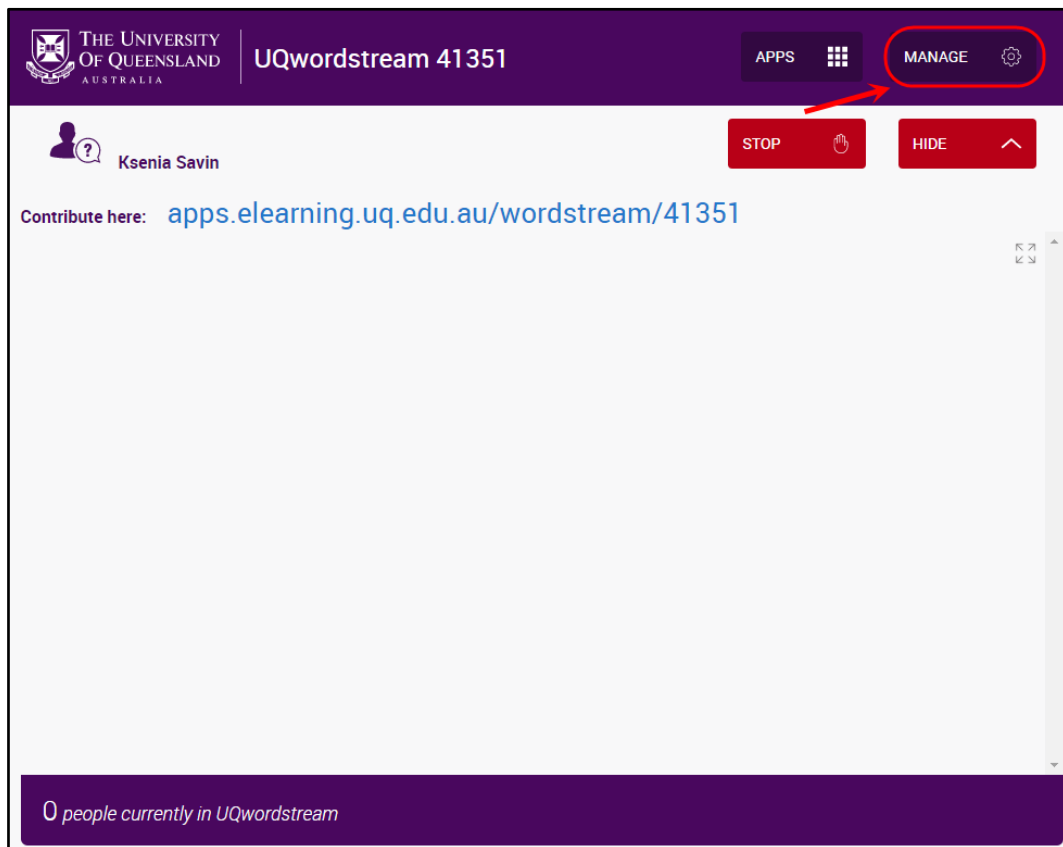 THE UNIVERSITY
OF QUEENSLAND
AUSTRALIA
UQwordstream 41351
APPS
MANAGE
?
Ksenia Savin
STOP
HIDE
Contribute here: apps.elearning.uq.edu.au/wordstream/41351
0 people currently in UQwordstream